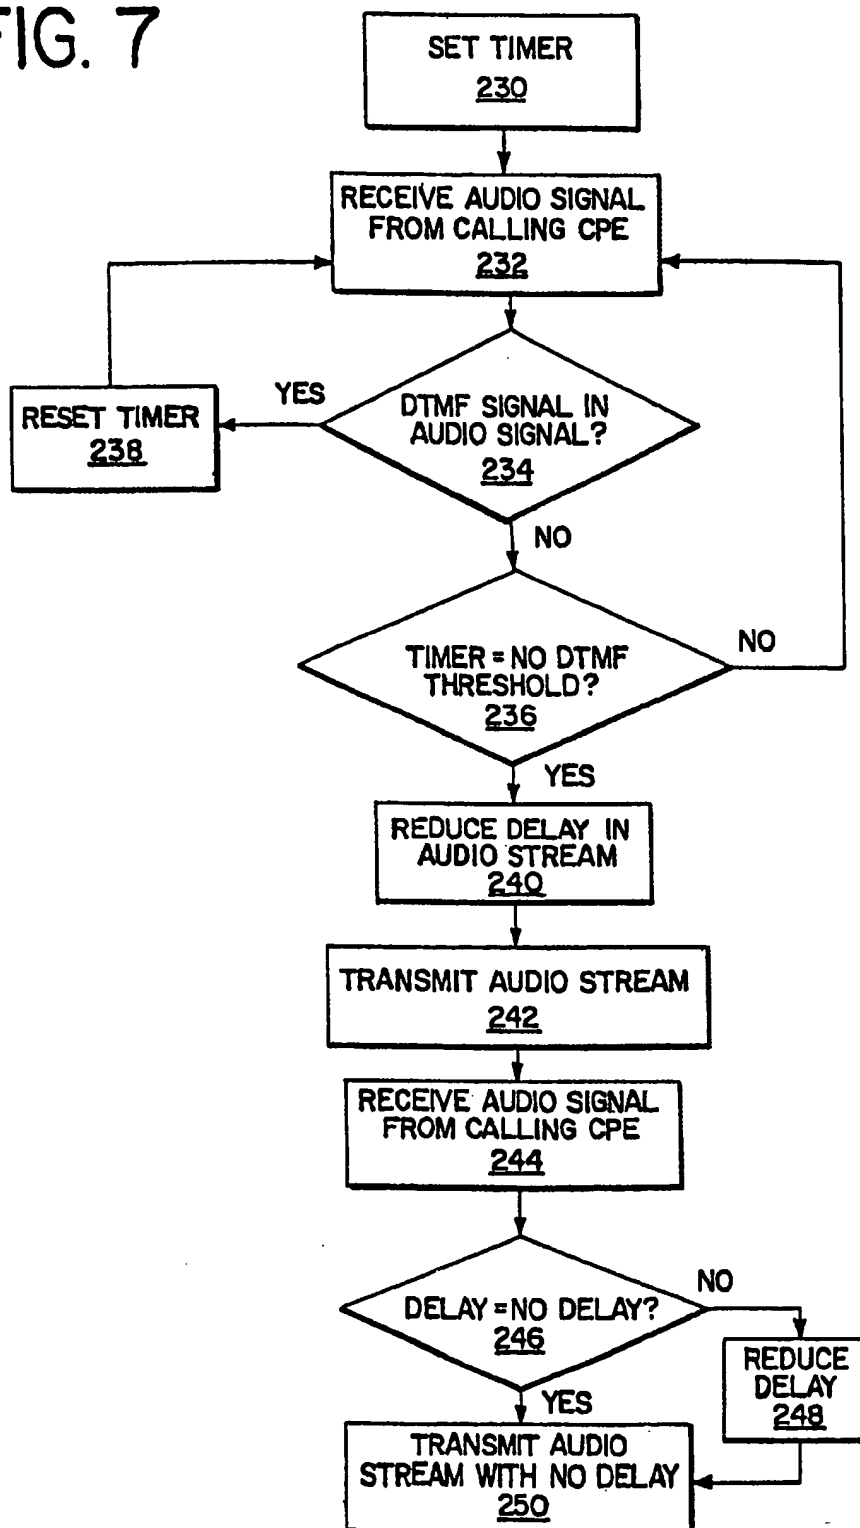 FIG. 7
SET TIMER
230
RECEIVE AUDIO SIGNAL
FROM CALLING CPE
232
YES
DTMF SIGNAL IN
AUDIO SIGNAL?
234
RESET TIMER
238
NO
TIMER = NO DTMF
THRESHOLD?
236
NO
YES
REDUCE DELAY IN
AUDIO STREAM
240
TRANSMIT AUDIO STREAM
242
RECEIVE AUDIO SIGNAL
FROM CALLING CPE
244
DELAY = NO DELAY?
246
NO
REDUCE
DELAY
248
YES
TRANSMIT AUDIO
STREAM WITH NO DELAY
250